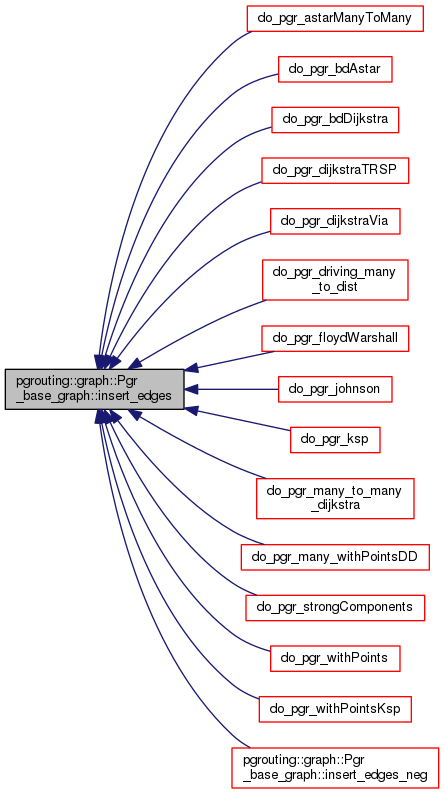 do_pgr_astarManyToMany
do_pgr_bdAstar
do_pgr_bdDijkstra
do_pgr_dijkstraTRSP
do_pgr_dijkstraVia
do_pgr_driving_many
_to_dist
do_pgr_floydWarshall
pgrouting::graph::Pgr
_base_graph::insert_edges
do_pgr_johnson
do_pgr_ksp
do_pgr_many_to_many
_dijkstra
do_pgr_many_withPointsDD
do_pgr_strongComponents
do_pgr_withPoints
do_pgr_withPointsKsp
pgrouting::graph::Pgr
_base_graph::insert_edges_neg